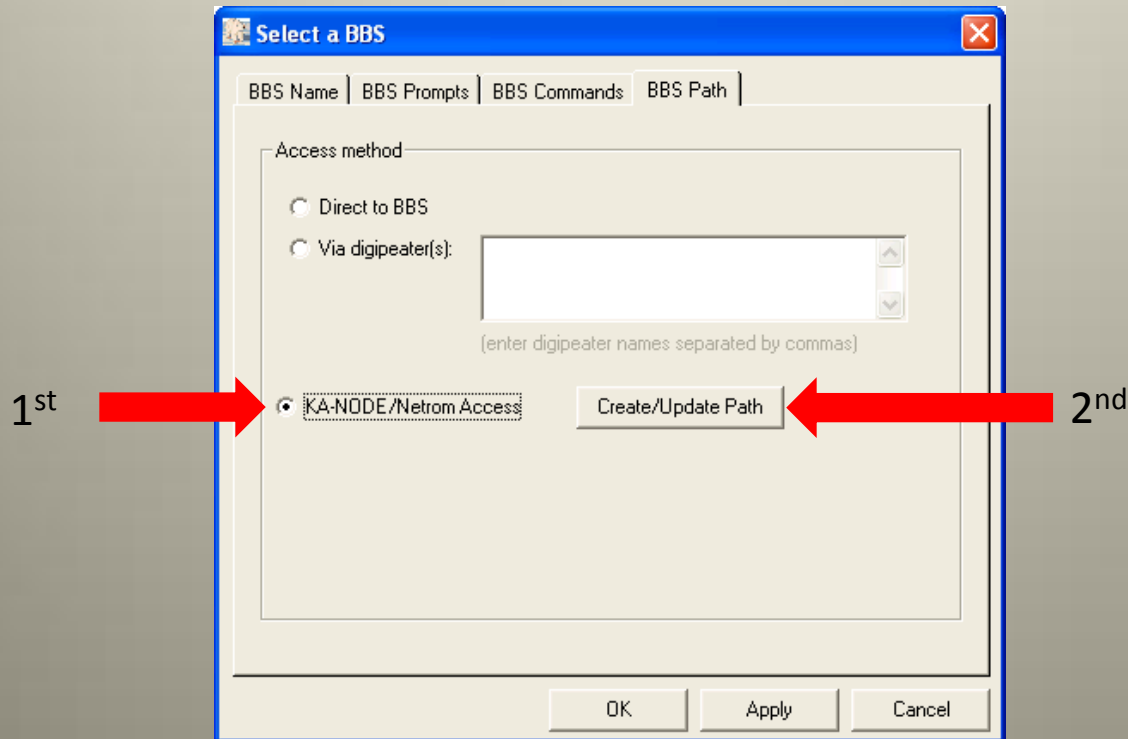 Select a BBS
BBS Name BBS Prompts BBS Commands BBS Path
Access method
Direct to BBS
Via digipeater(s):
(enter digipeater names separated by commas)
1st KA-NODE/Netrom Access Create/Update Path 2nd
OK Apply Cancel